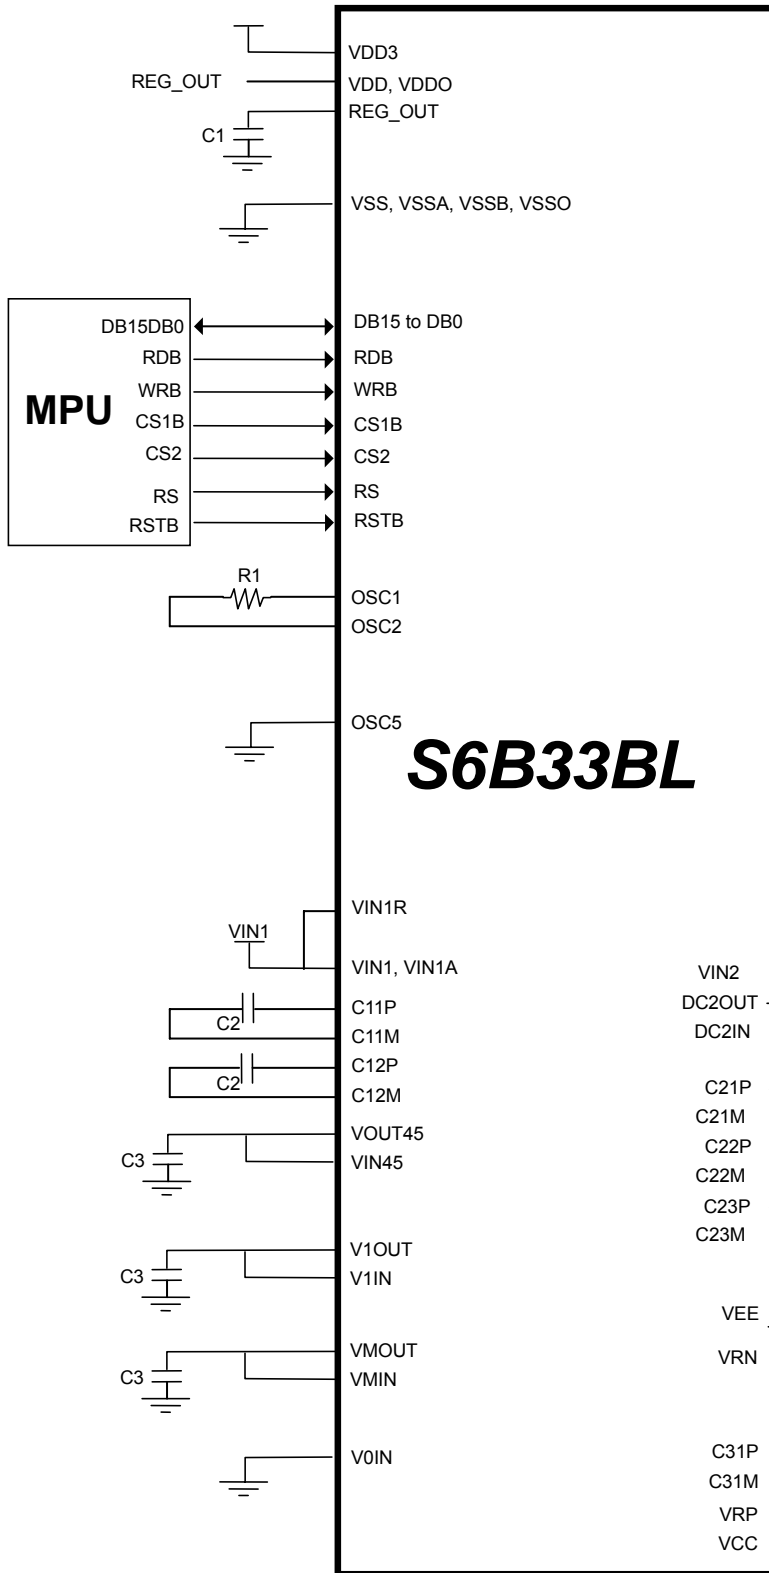 VDD3
REG_OUT VDD, VDDO
REG_OUT
C1
VSS, VSSA, VSSB, VSSO
MPU
DB15DB0 DB15 to DB0
RDB RDB
WRB WRB
CS1B CS1B
CS2 CS2
RS RS
RSTB RSTB
R1
OSC1
OSC2
OSC5
S6B33BL
VIN1R
VIN1
VIN1, VIN1A VIN2
C11P DC2OUT
C2
C11M DC2IN
C12P
C2 C21P
C12M
C21M
VOUT45
C22P
C3 VIN45
C22M
C23P
C23M
V1OUT
C3 V1IN
VEE
VMOUT VRN
C3 VMIN
V0IN C31P
C31M
VRP
VCC